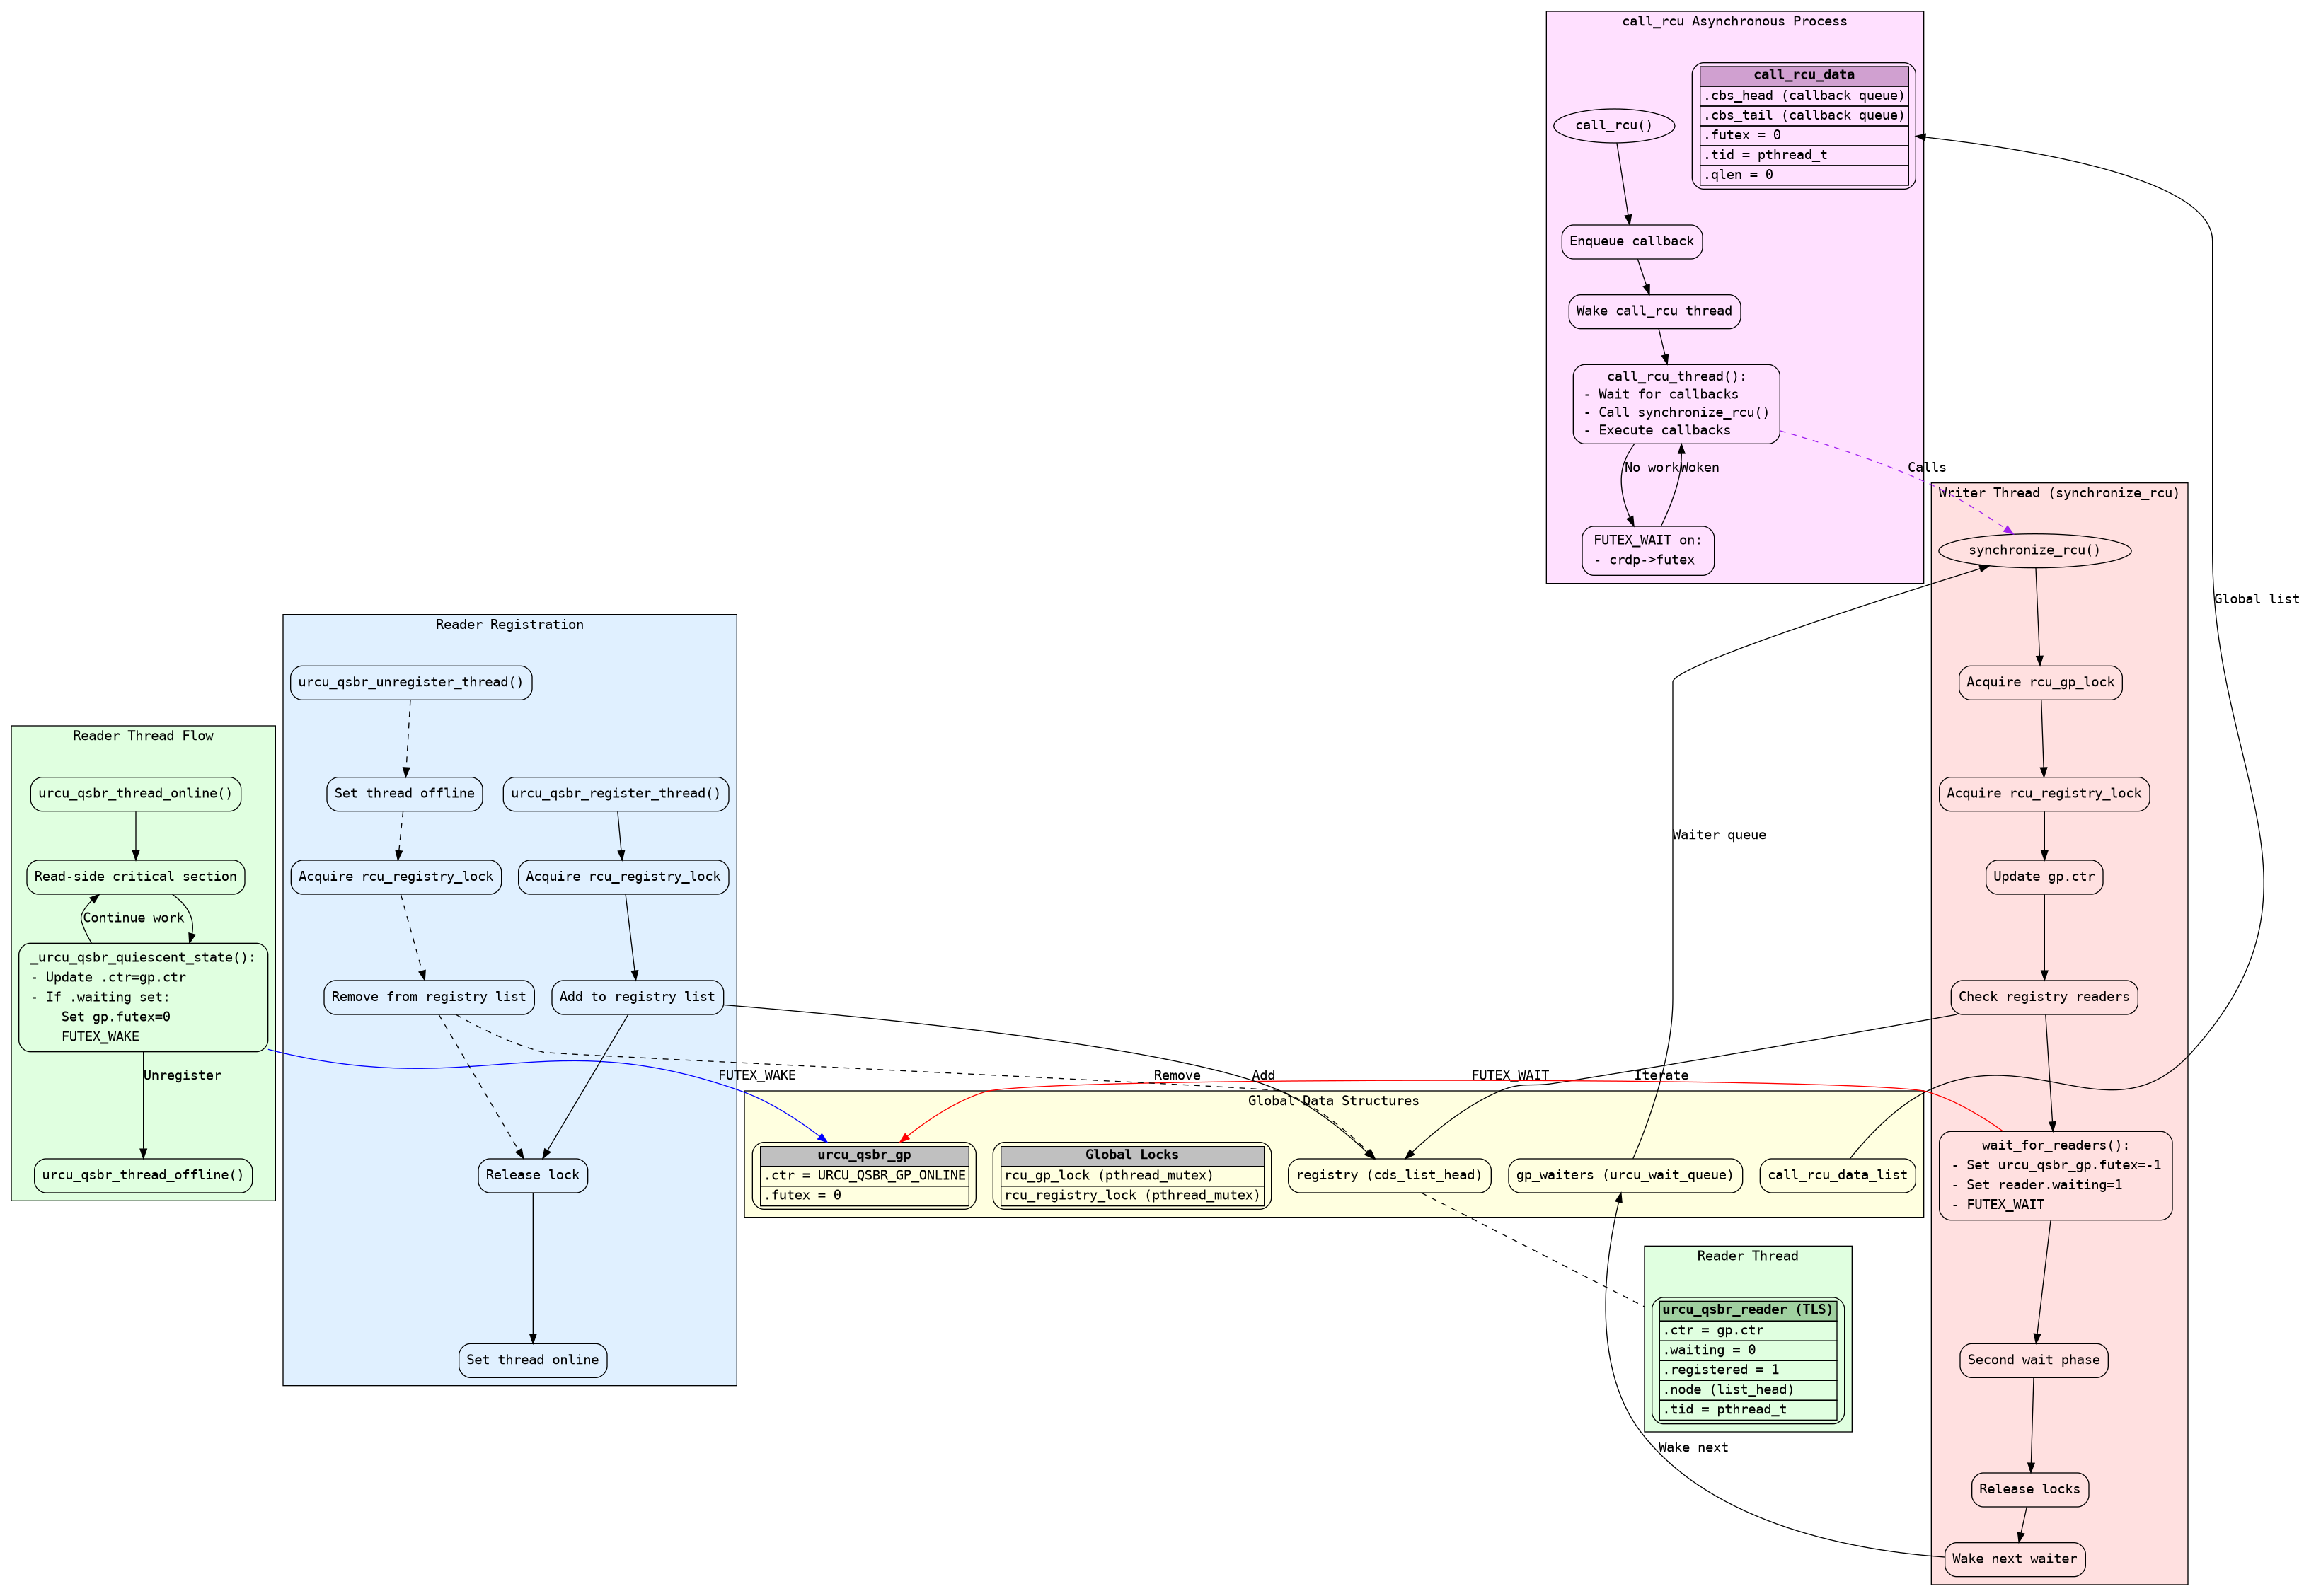 call_rcu Asynchronous Process
call_rcu_data
.cbs_head (callback queue)
.cbs_tail (callback queue)
.futex = 0
.tid = pthread_t
.qlen = 0
call_rcu()
Enqueue callback
Wake call_rcu thread
call_rcu_thread():
- Wait for callbacks
- Call synchronize_rcu()
- Execute callbacks
No work
Woken
Calls
FUTEX_WAIT on:
- crdp->futex
Writer Thread (synchronize_rcu)
synchronize_rcu()
Acquire rcu_gp_lock
Acquire rcu_registry_lock
Update gp.ctr
Check registry readers
wait_for_readers():
- Set urcu_qsbr_gp.futex=-1
- Set reader.waiting=1
- FUTEX_WAIT
Second wait phase
Release locks
Wake next waiter
Global list
Waiter queue
Reader Registration
urcu_qsbr_unregister_thread()
Set thread offline
urcu_qsbr_register_thread()
Acquire rcu_registry_lock
Acquire rcu_registry_lock
Remove from registry list
Add to registry list
Release lock
Set thread online
Reader Thread Flow
urcu_qsbr_thread_online()
Read-side critical section
Continue work
_urcu_qsbr_quiescent_state():
- Update .ctr=gp.ctr
- If .waiting set:
Set gp.futex=0
FUTEX_WAKE
Unregister
urcu_qsbr_thread_offline()
FUTEX_WAKE
Remove
Add
FUTEX_WAIT
Iterate
Global Data Structures
urcu_qsbr_gp
.ctr = URCU_QSBR_GP_ONLINE
.futex = 0
Global Locks
rcu_gp_lock (pthread_mutex)
rcu_registry_lock (pthread_mutex)
registry (cds_list_head)
gp_waiters (urcu_wait_queue)
call_rcu_data_list
Reader Thread
urcu_qsbr_reader (TLS)
.ctr = gp.ctr
.waiting = 0
.registered = 1
.node (list_head)
.tid = pthread_t
Wake next